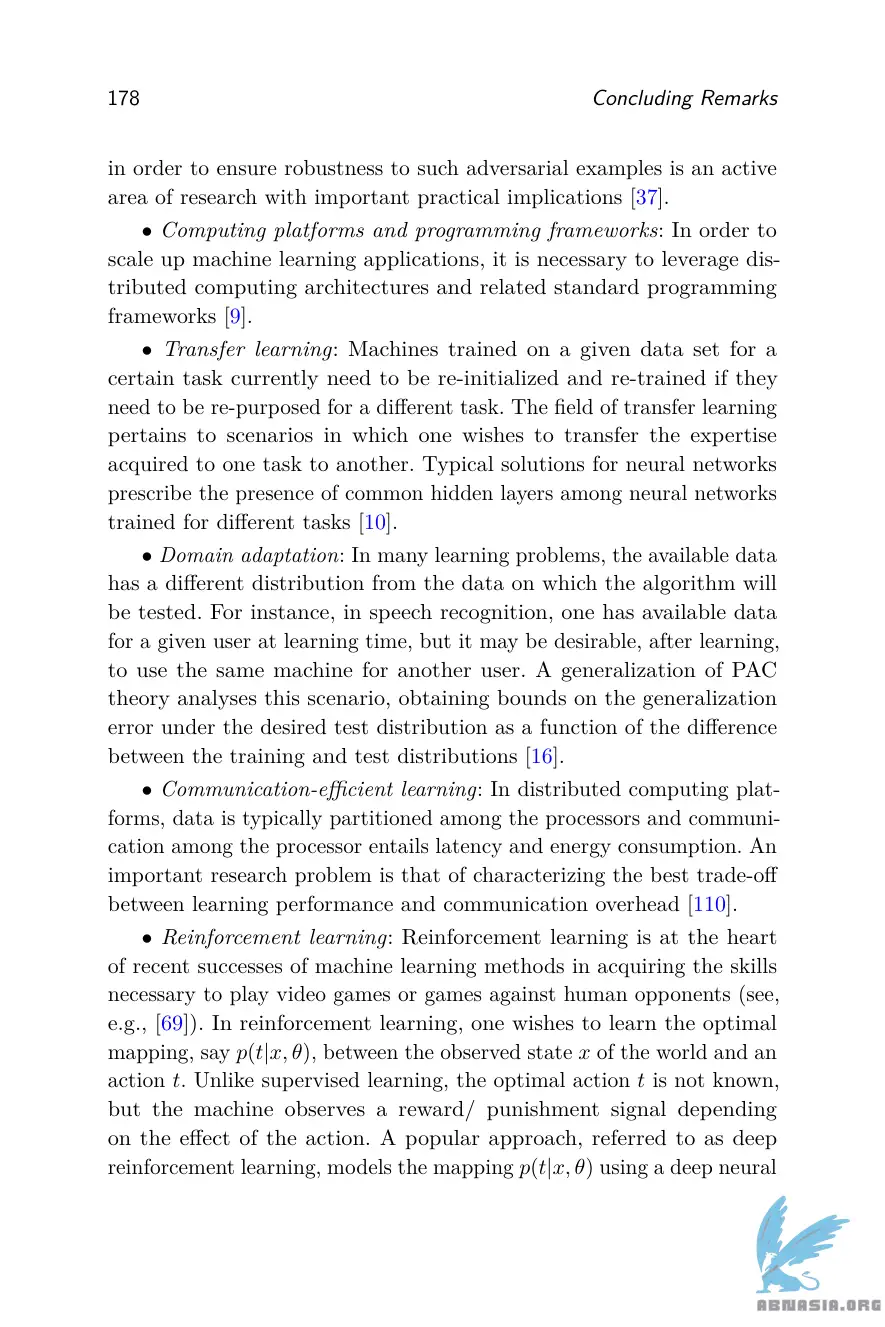 178 Concluding Remarks
in order to ensure robustness to such adversarial examples is an active
area of research with important practical implications [37].
• Computing platforms and programming frameworks: In order to
scale up machine learning applications, it is necessary to leverage dis-
tributed computing architectures and related standard programming
frameworks [9].
• Transfer learning: Machines trained on a given data set for a
certain task currently need to be re-initialized and re-trained if they
need to be re-purposed for a different task. The field of transfer learning
pertains to scenarios in which one wishes to transfer the expertise
acquired to one task to another. Typical solutions for neural networks
prescribe the presence of common hidden layers among neural networks
trained for different tasks [10].
• Domain adaptation: In many learning problems, the available data
has a different distribution from the data on which the algorithm will
be tested. For instance, in speech recognition, one has available data
for a given user at learning time, but it may be desirable, after learning,
to use the same machine for another user. A generalization of PAC
theory analyses this scenario, obtaining bounds on the generalization
error under the desired test distribution as a function of the difference
between the training and test distributions [16].
• Communication-efficient learning: In distributed computing plat-
forms, data is typically partitioned among the processors and communi-
cation among the processor entails latency and energy consumption. An
important research problem is that of characterizing the best trade-off
between learning performance and communication overhead [110].
• Reinforcement learning: Reinforcement learning is at the heart
of recent successes of machine learning methods in acquiring the skills
necessary to play video games or games against human opponents (see,
e.g., [69]). In reinforcement learning, one wishes to learn the optimal
mapping, say p(t|x, θ), between the observed state x of the world and an
action t. Unlike supervised learning, the optimal action t is not known,
but the machine observes a reward/ punishment signal depending
on the effect of the action. A popular approach, referred to as deep
reinforcement learning, models the mapping p(t|x, θ) using a deep neural
ABNASIA.ORG